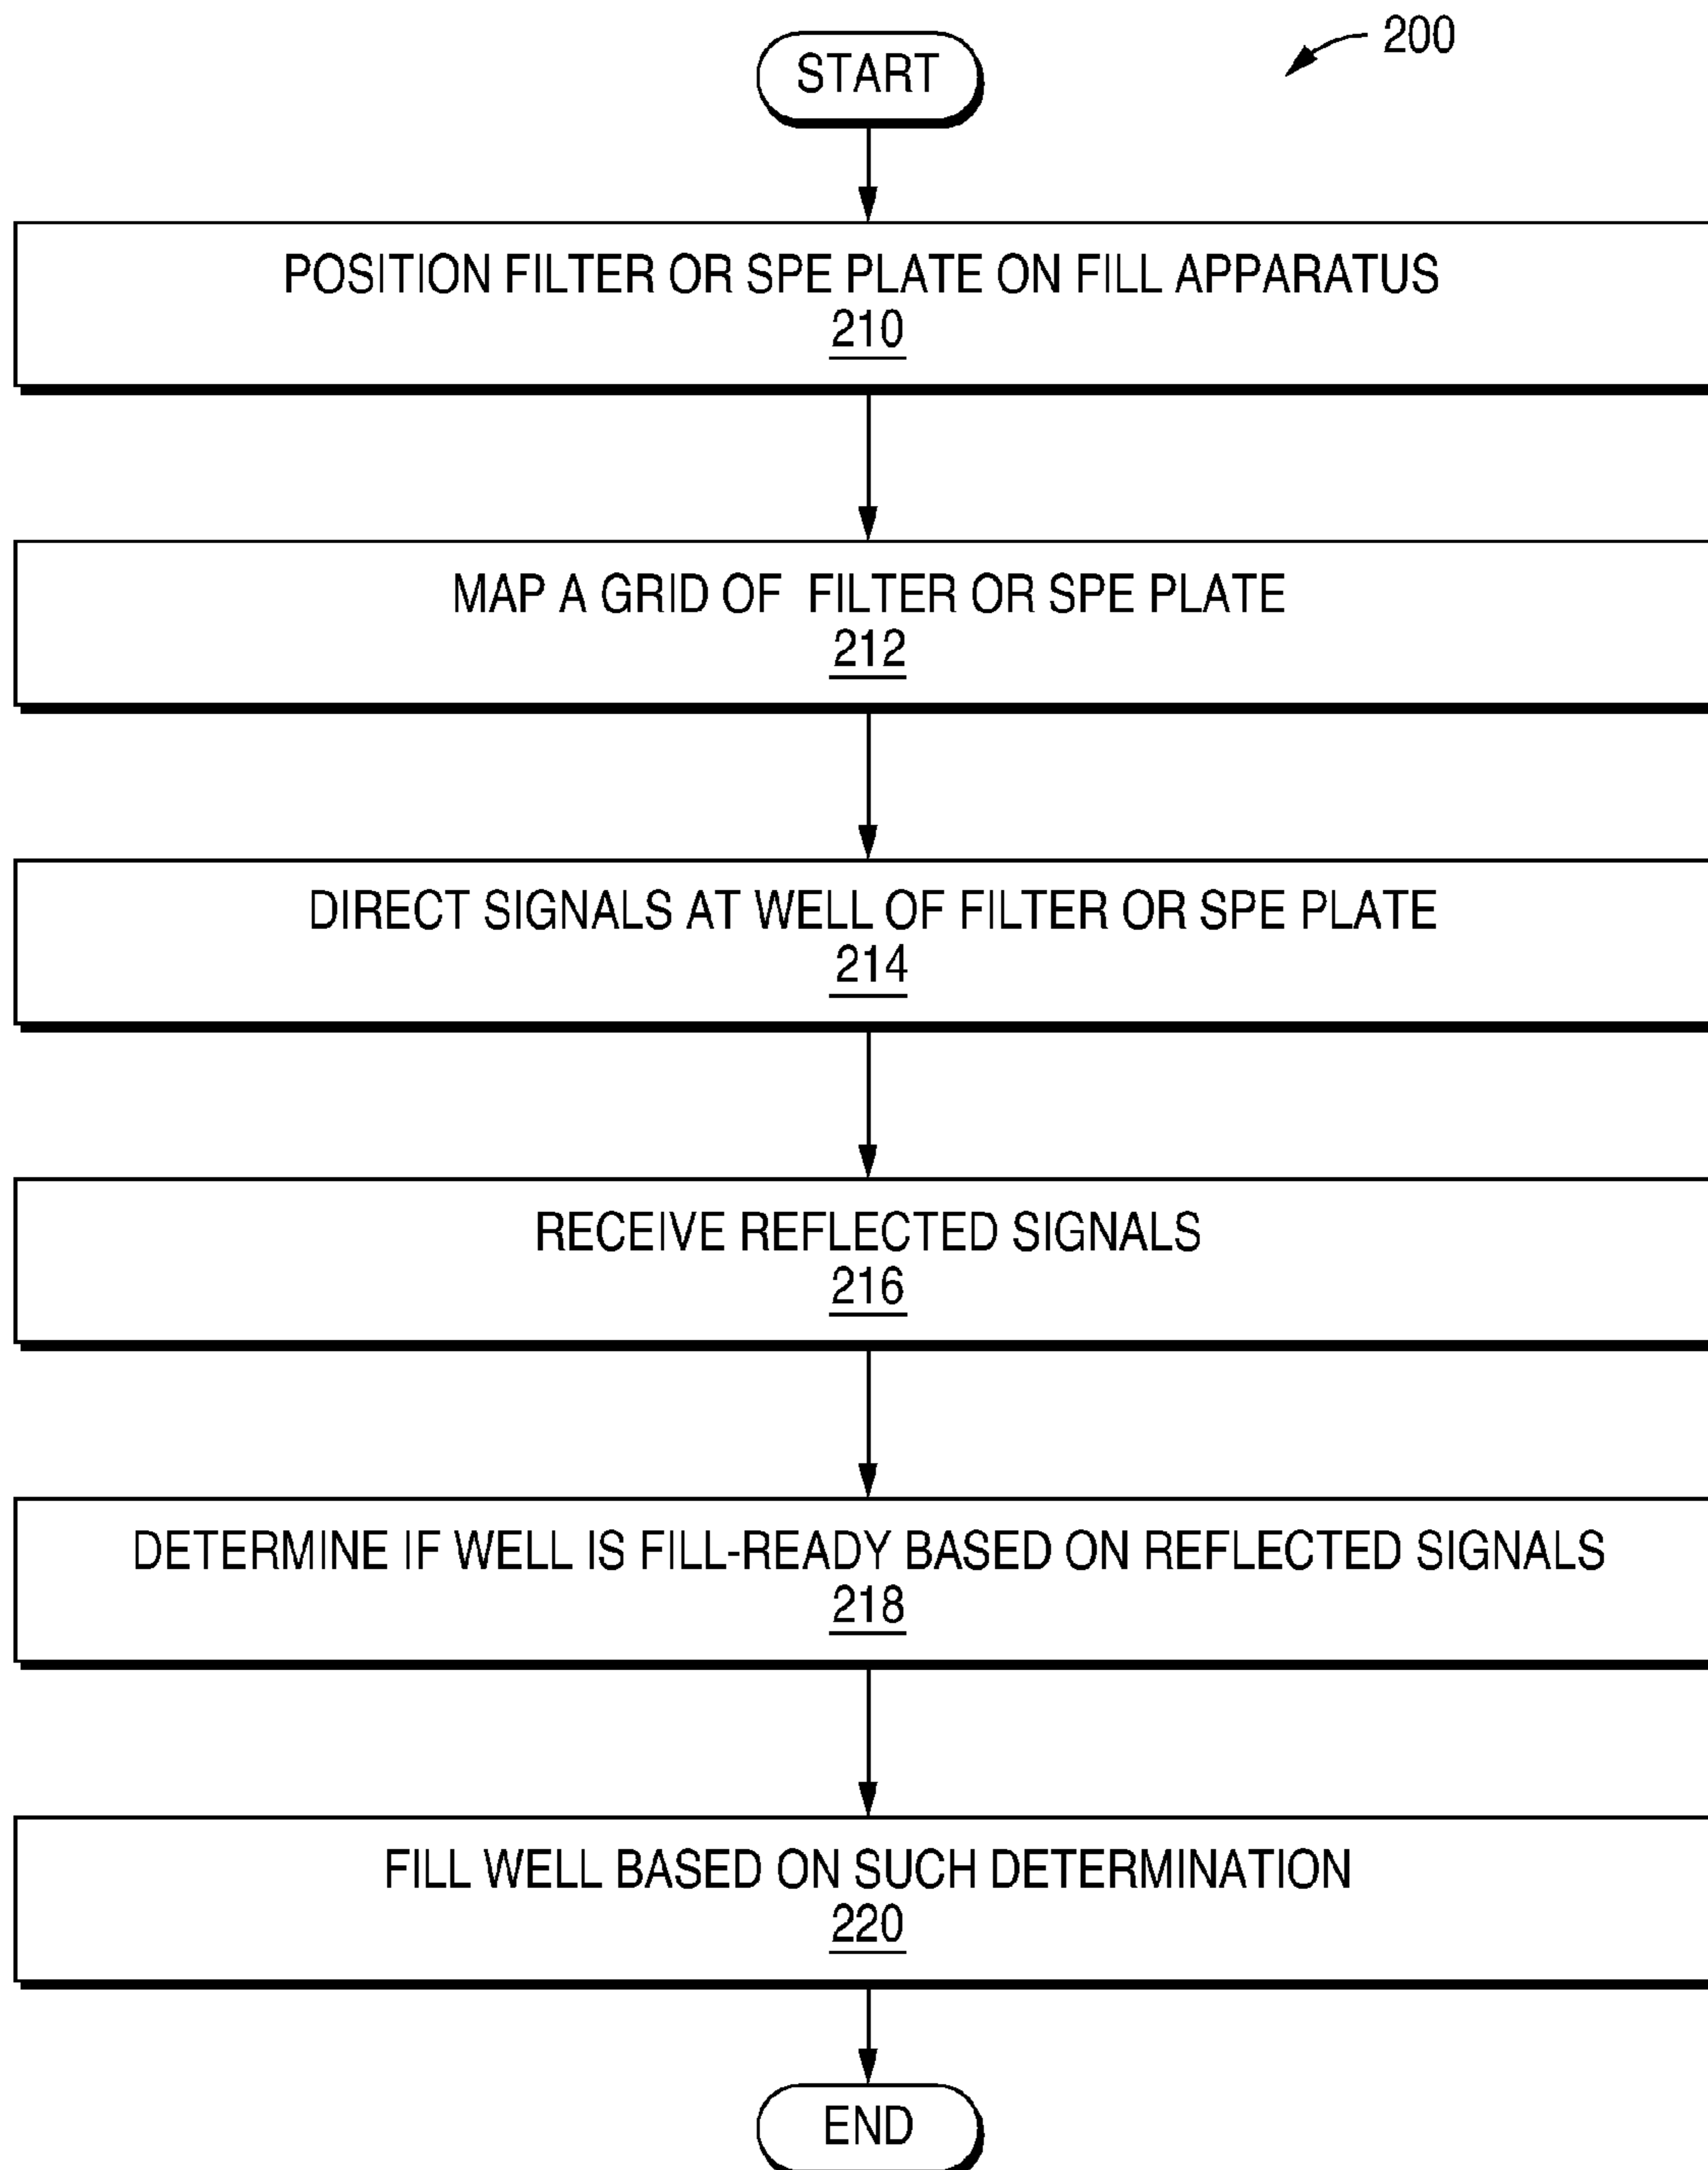 200
START
POSITION FILTER OR SPE PLATE ON FILL APPARATUS
210
MAP A GRID OF FILTER OR SPE PLATE
212
DIRECT SIGNALS AT WELL OF FILTER OR SPE PLATE
214
RECEIVE REFLECTED SIGNALS
216
DETERMINE IF WELL IS FILL-READY BASED ON REFLECTED SIGNALS
218
FILL WELL BASED ON SUCH DETERMINATION
220
END